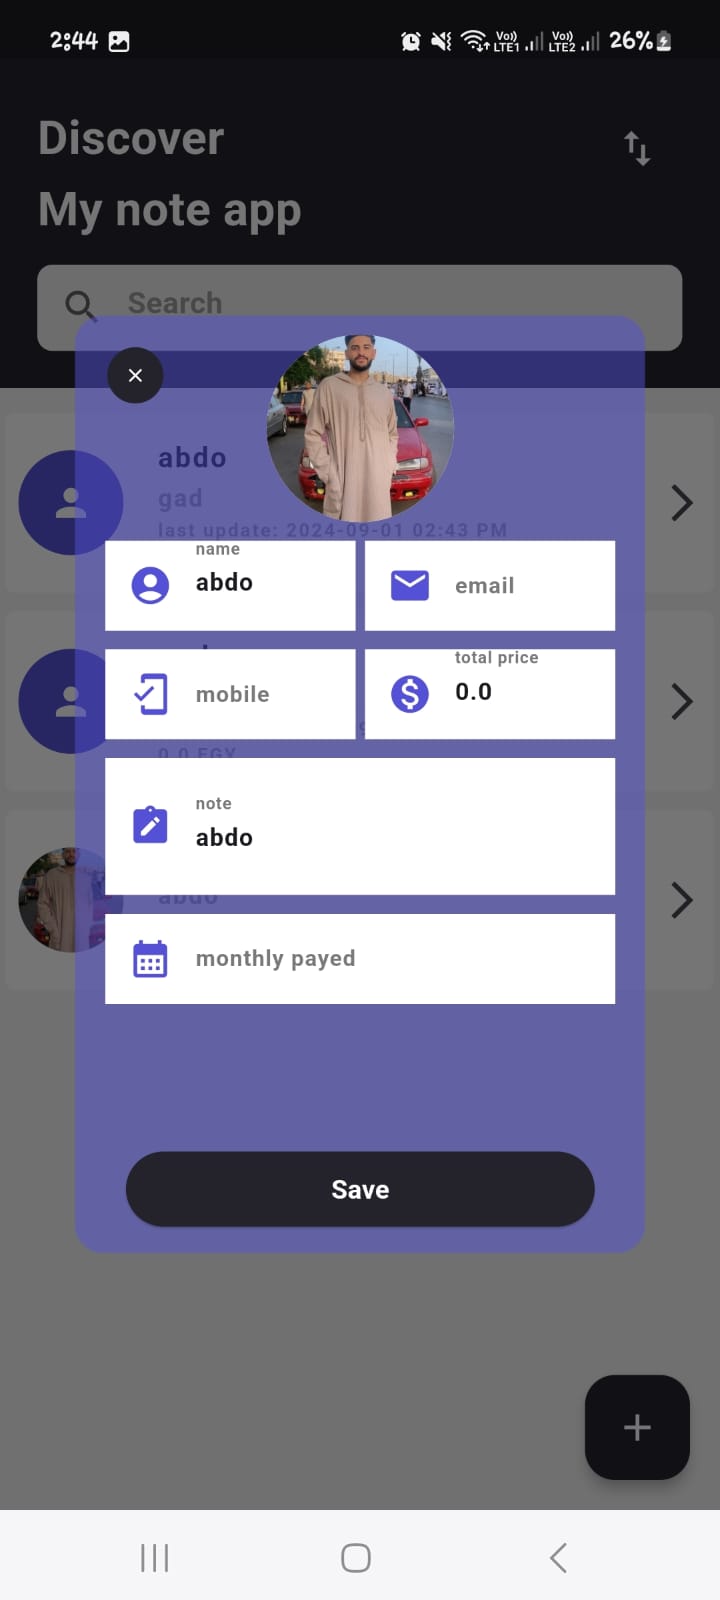 2:44
Vo)) LTE1 Vo)) LTE2 26%
Discover
My note app
Search
abdo
gad
last update: 2024-09-01 02:43 PM
name
abdo
email
mobile
total price
0.0
0.0 EGY
note
abdo
abdo
monthly payed
Save